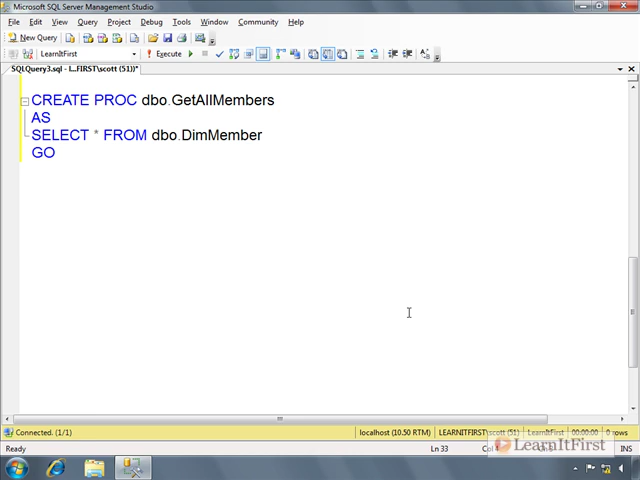 Microsoft SQL Server Management Studio
File Edit View Query Project Debug Tools Window Community Help
New Query
LearnItFirst Execute
SQLQuery3.sql - l...FIRST\scott (51))*
CREATE PROC dbo.GetAllMembers
AS
SELECT * FROM dbo.DimMember
GO
Connected. (1/1) localhost (10.50 RTM) LEARNITFIRST\scott (51) LearnItFirst 00:00:00 0 rows
LearnItFirst
Ready Ln 33 Col INS